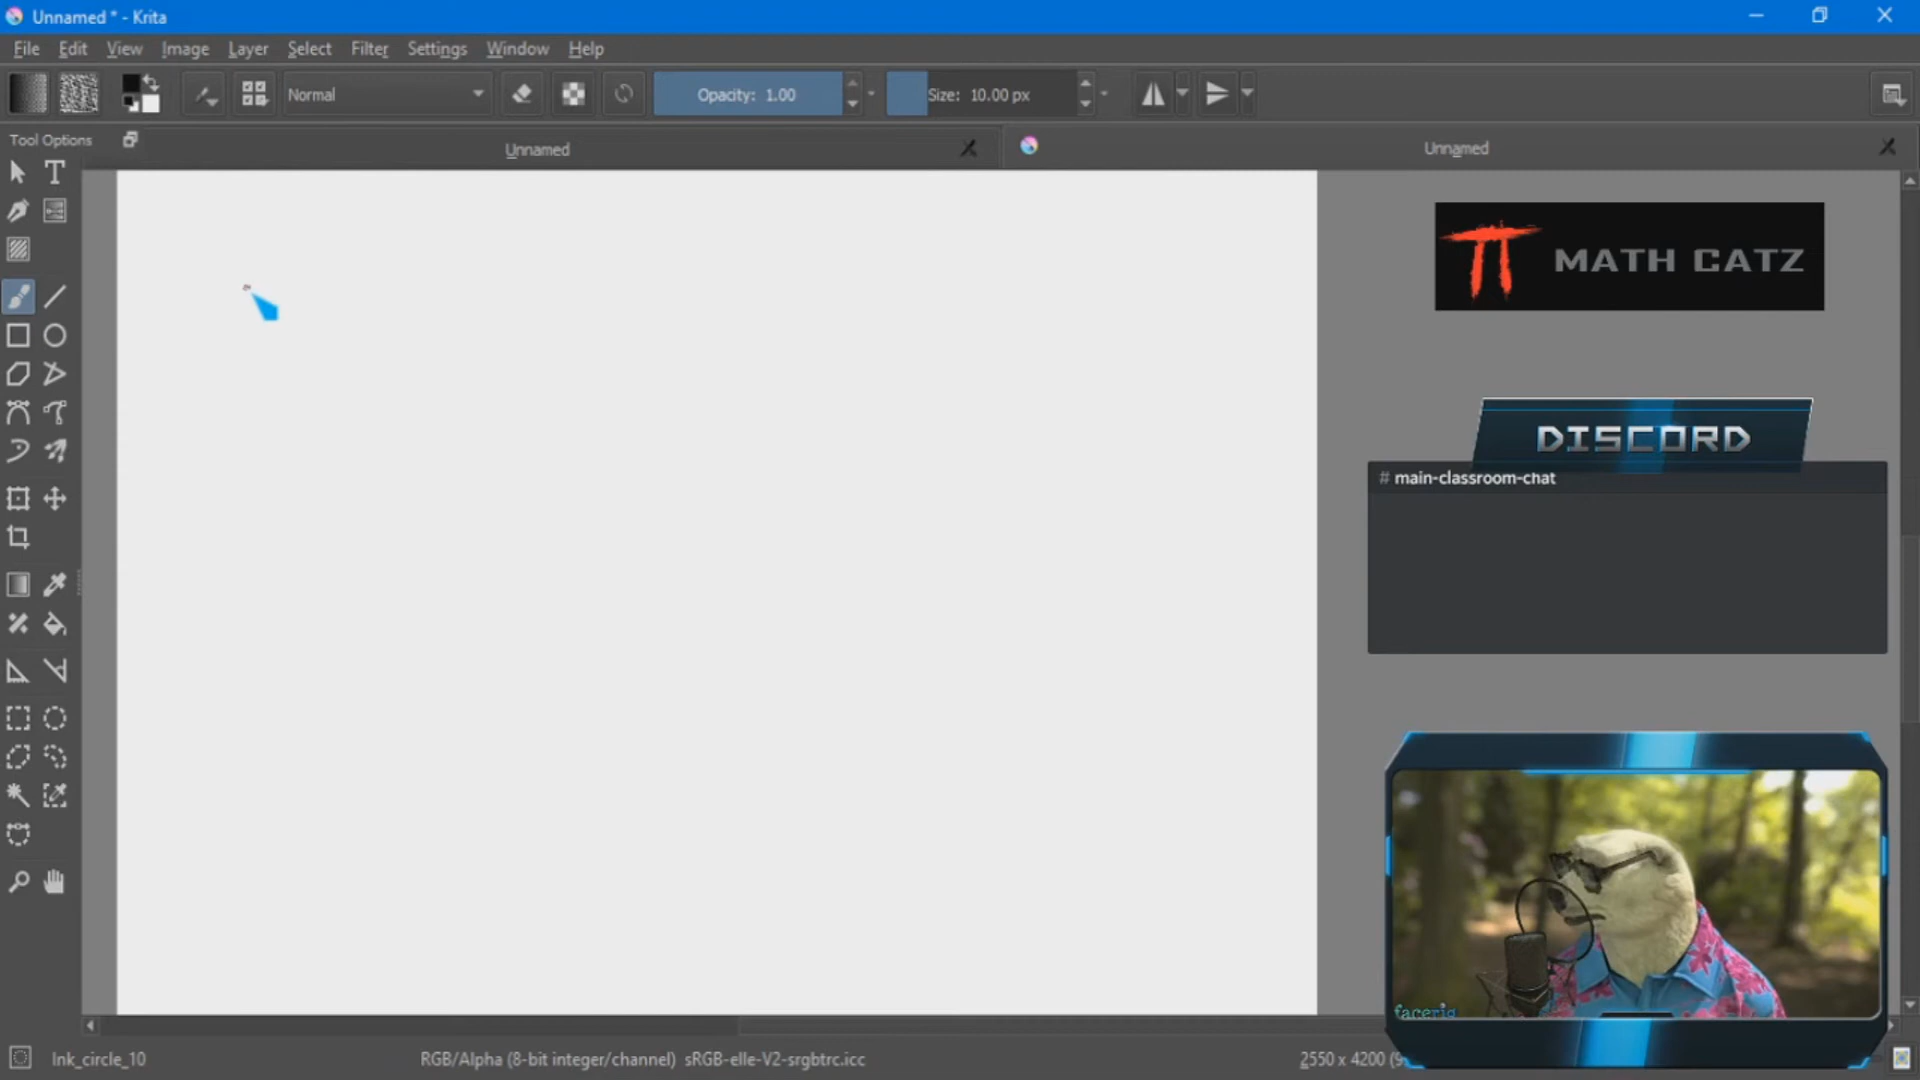 Unnamed * - Krita
File Edit View Image Layer Select Filter Settings Window Help
Normal
Opacity: 1.00
Size: 10.00 px
Tool Options
Unnamed
Unnamed
MATH CATZ
DISCORD
# main-classroom-chat
facerig
Ink_circle_10
RGB/Alpha (8-bit integer/channel) sRGB-elle-V2-srgbtrc.icc
2550 x 4200